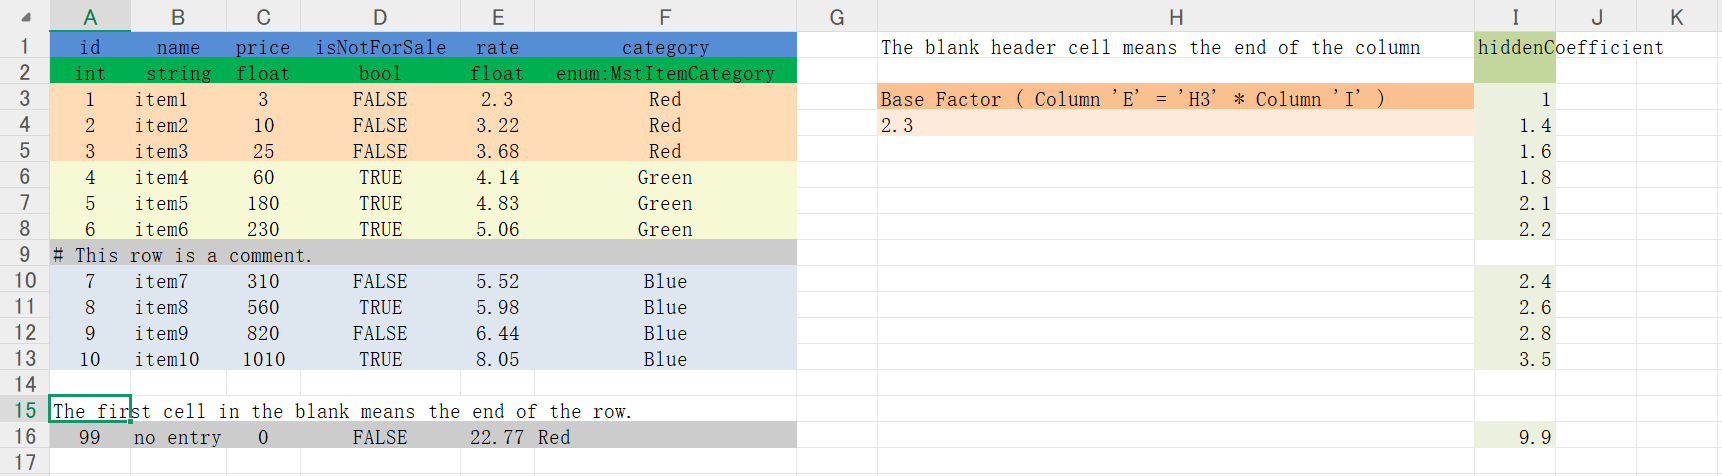 A B C D E F G H I J K
1 id name price isNotForSale rate category The blank header cell means the end of the column hiddenCoefficient
2 int string float bool float enum:MstItemCategory
3 1 item1 3 FALSE 2.3 Red Base Factor ( Column 'E' = 'H3' * Column 'I' ) 1
4 2 item2 10 FALSE 3.22 Red 2.3 1.4
5 3 item3 25 FALSE 3.68 Red 1.6
6 4 item4 60 TRUE 4.14 Green 1.8
7 5 item5 180 TRUE 4.83 Green 2.1
8 6 item6 230 TRUE 5.06 Green 2.2
9 # This row is a comment.
10 7 item7 310 FALSE 5.52 Blue 2.4
11 8 item8 560 TRUE 5.98 Blue 2.6
12 9 item9 820 FALSE 6.44 Blue 2.8
13 10 item10 1010 TRUE 8.05 Blue 3.5
14
15 The first cell in the blank means the end of the row.
16 99 no entry 0 FALSE 22.77 Red 9.9
17